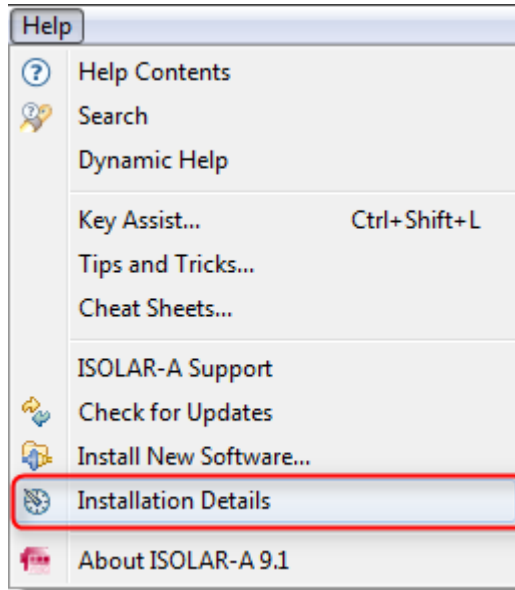 Help
Help Contents
Search
Dynamic Help
Key Assist... Ctrl+Shift+L
Tips and Tricks...
Cheat Sheets...
ISOLAR-A Support
Check for Updates
Install New Software...
Installation Details
About ISOLAR-A 9.1